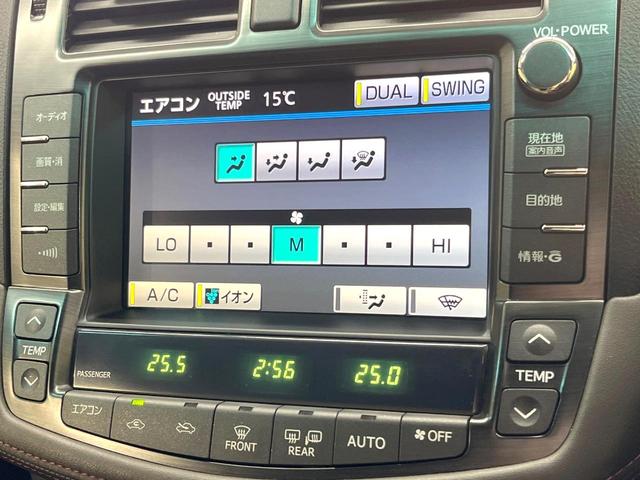 VOL・POWER
エアコン OUTSIDE TEMP 15℃ DUAL SWING
オーディオ
画質・消
設定・編集
現在地
案内音声
目的地
情報・G
LO M HI
A/C イオン
TEMP
PASSENGER 25.5 2:56 25.0
TEMP
エアコン FRONT REAR AUTO OFF